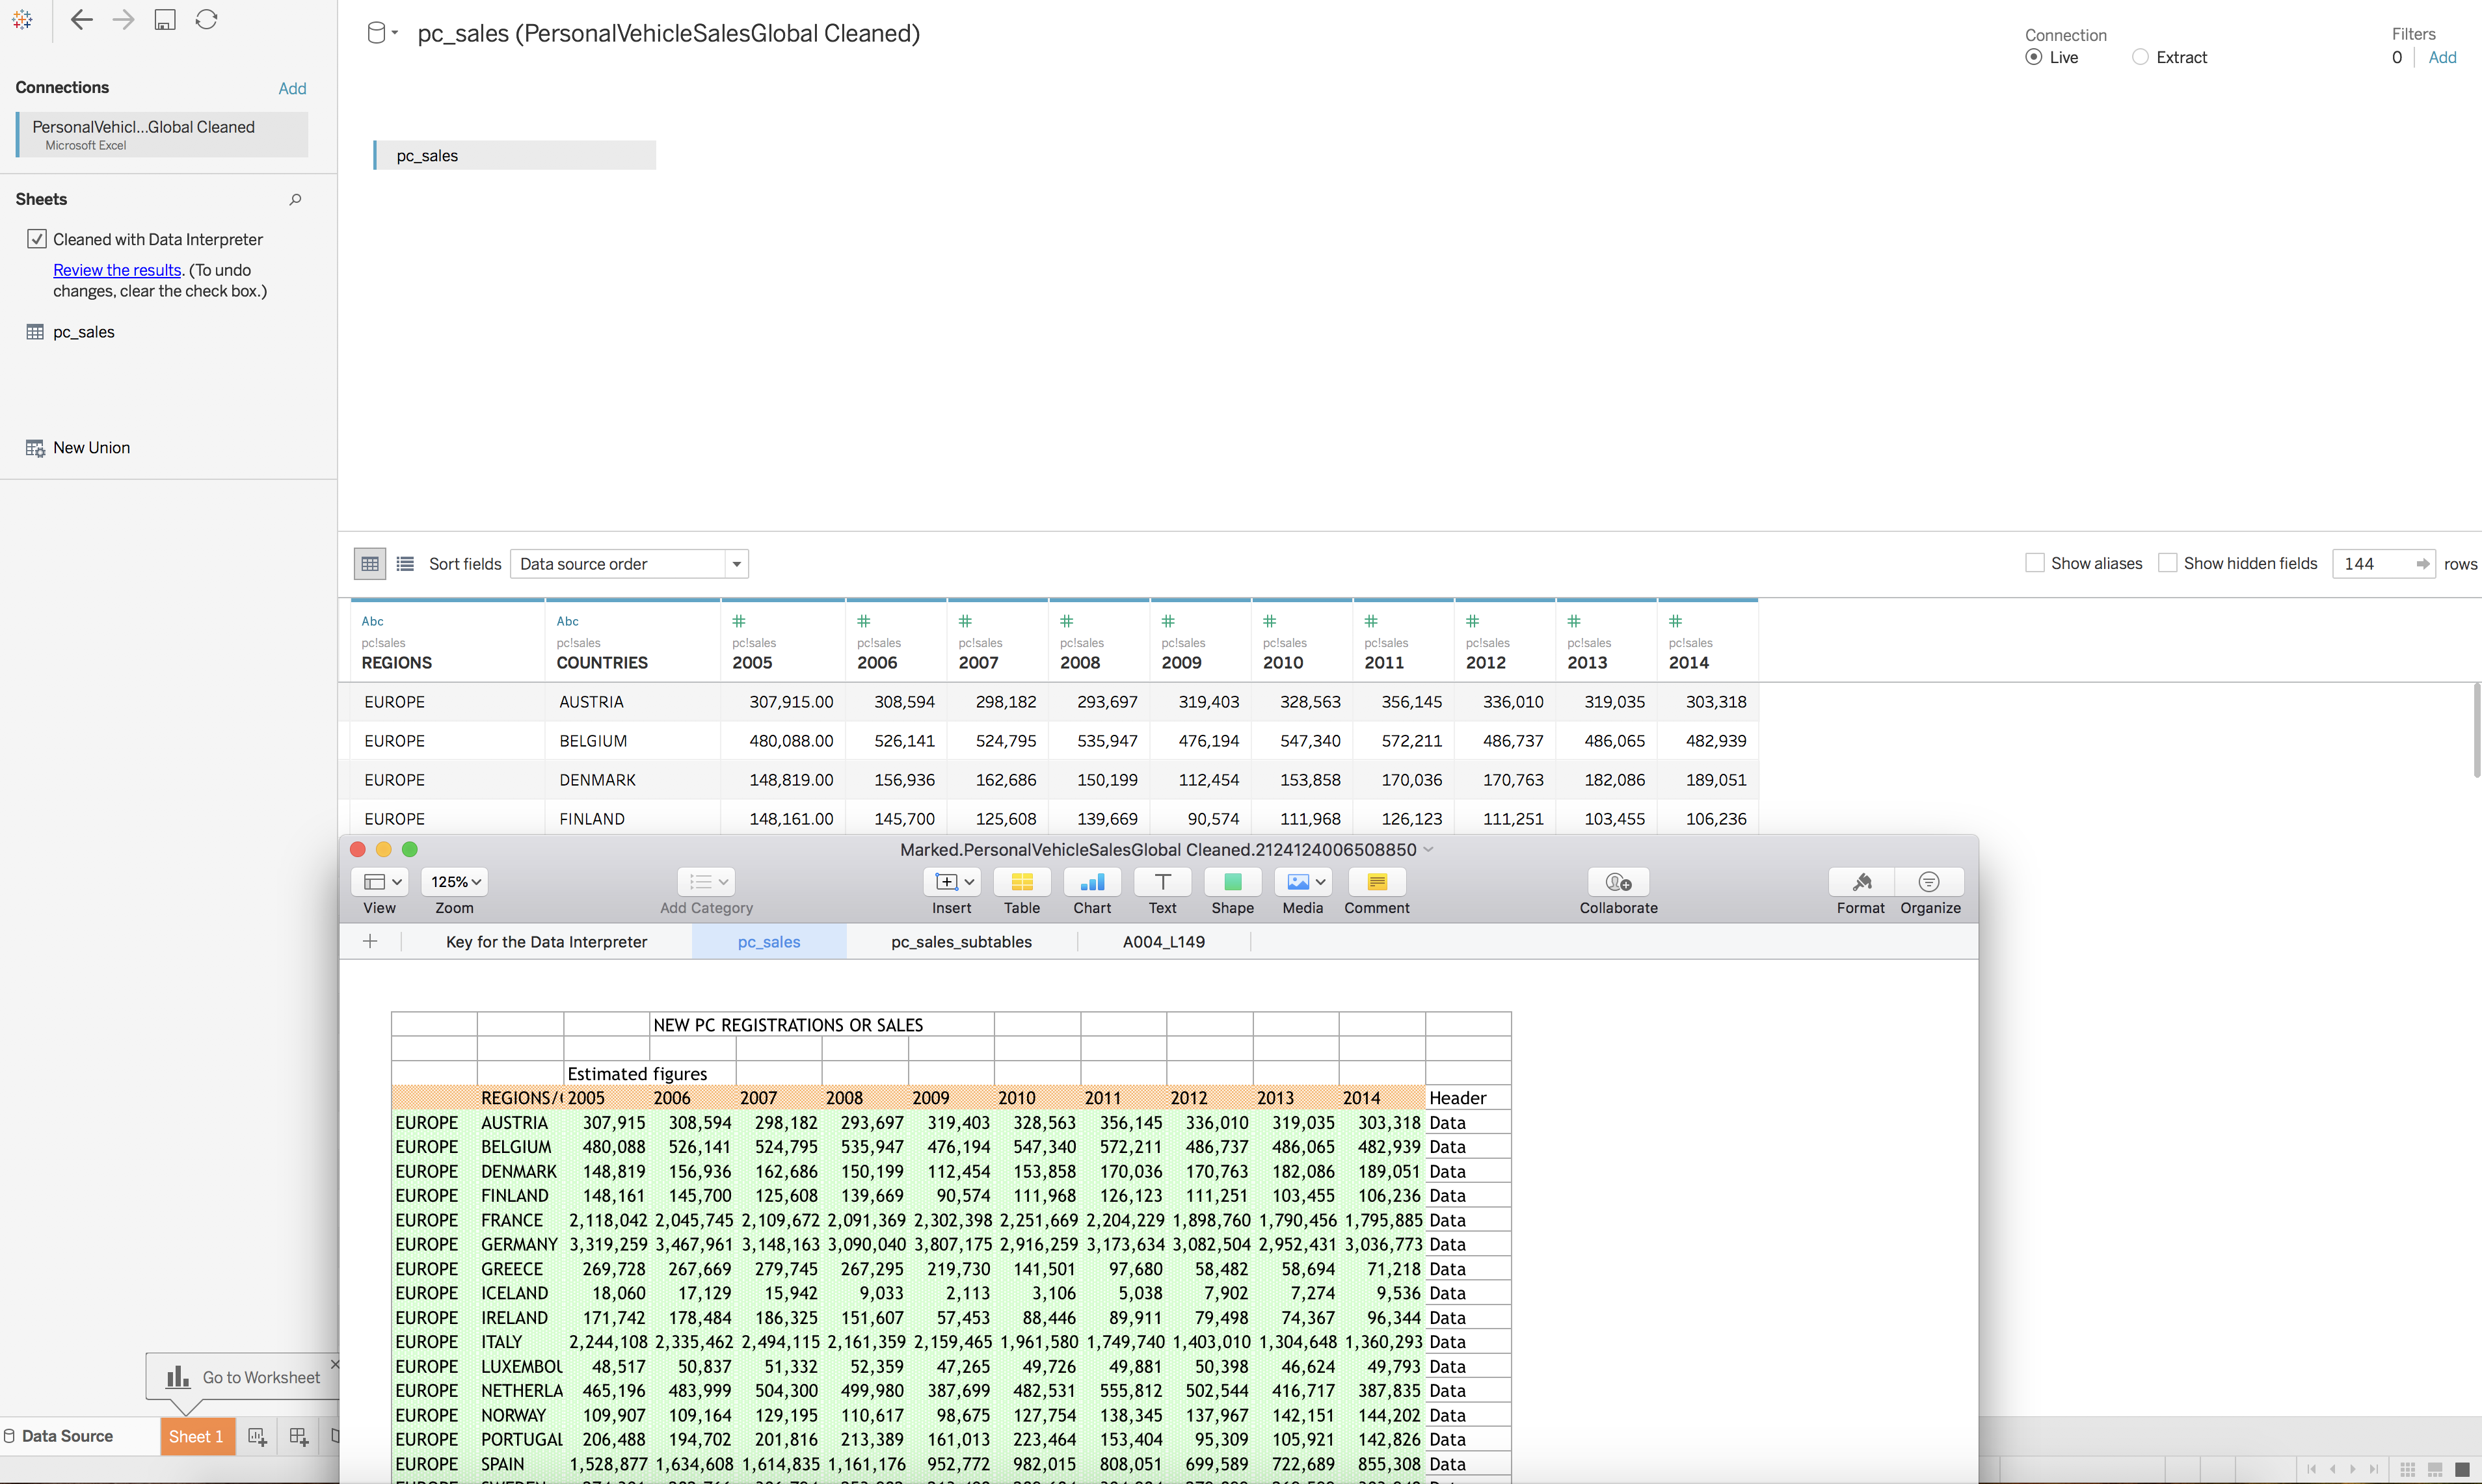 pc_sales (PersonalVehicleSalesGlobal Cleaned)
Connection
Live
Extract
Filters
0
Add
Connections
Add
PersonalVehicl...Global Cleaned
Microsoft Excel
pc_sales
Sheets
Cleaned with Data Interpreter
Review the results. (To undo
changes, clear the check box.)
pc_sales
New Union
Sort fields
Data source order
Show aliases
Show hidden fields
144
rows
Abc Abc # # # # # # # # # #
pc!sales pc!sales pc!sales pc!sales pc!sales pc!sales pc!sales pc!sales pc!sales pc!sales pc!sales pc!sales
REGIONS COUNTRIES 2005 2006 2007 2008 2009 2010 2011 2012 2013 2014
EUROPE AUSTRIA 307,915.00 308,594 298,182 293,697 319,403 328,563 356,145 336,010 319,035 303,318
EUROPE BELGIUM 480,088.00 526,141 524,795 535,947 476,194 547,340 572,211 486,737 486,065 482,939
EUROPE DENMARK 148,819.00 156,936 162,686 150,199 112,454 153,858 170,036 170,763 182,086 189,051
EUROPE FINLAND 148,161.00 145,700 125,608 139,669 90,574 111,968 126,123 111,251 103,455 106,236
Marked.PersonalVehicleSalesGlobal Cleaned.2124124006508850
125%
View Zoom Add Category Insert Table Chart Text Shape Media Comment Collaborate Format Organize
Key for the Data Interpreter pc_sales pc_sales_subtables A004_L149
NEW PC REGISTRATIONS OR SALES
Estimated figures
REGIONS/ 2005 2006 2007 2008 2009 2010 2011 2012 2013 2014 Header
EUROPE AUSTRIA 307,915 308,594 298,182 293,697 319,403 328,563 356,145 336,010 319,035 303,318 Data
EUROPE BELGIUM 480,088 526,141 524,795 535,947 476,194 547,340 572,211 486,737 486,065 482,939 Data
EUROPE DENMARK 148,819 156,936 162,686 150,199 112,454 153,858 170,036 170,763 182,086 189,051 Data
EUROPE FINLAND 148,161 145,700 125,608 139,669 90,574 111,968 126,123 111,251 103,455 106,236 Data
EUROPE FRANCE 2,118,042 2,045,745 2,109,672 2,091,369 2,302,398 2,251,669 2,204,229 1,898,760 1,790,456 1,795,885 Data
EUROPE GERMANY 3,319,259 3,467,961 3,148,163 3,090,040 3,807,175 2,916,259 3,173,634 3,082,504 2,952,431 3,036,773 Data
EUROPE GREECE 269,728 267,669 279,745 267,295 219,730 141,501 97,680 58,482 58,694 71,218 Data
EUROPE ICELAND 18,060 17,129 15,942 9,033 2,113 3,106 5,038 7,902 7,274 9,536 Data
EUROPE IRELAND 171,742 178,484 186,325 151,607 57,453 88,446 89,911 79,498 74,367 96,344 Data
EUROPE ITALY 2,244,108 2,335,462 2,494,115 2,161,359 2,159,465 1,961,580 1,749,740 1,403,010 1,304,648 1,360,293 Data
EUROPE LUXEMBOU 48,517 50,837 51,332 52,359 47,265 49,726 49,881 50,398 46,624 49,793 Data
EUROPE NETHERLA 465,196 483,999 504,300 499,980 387,699 482,531 555,812 502,544 416,717 387,835 Data
EUROPE NORWAY 109,907 109,164 129,195 110,617 98,675 127,754 138,345 137,967 142,151 144,202 Data
EUROPE PORTUGAL 206,488 194,702 201,816 213,389 161,013 223,464 153,404 95,309 105,921 142,826 Data
EUROPE SPAIN 1,528,877 1,634,608 1,614,835 1,161,176 952,772 982,015 808,051 699,589 722,689 855,308 Data
Go to Worksheet
Data Source
Sheet 1